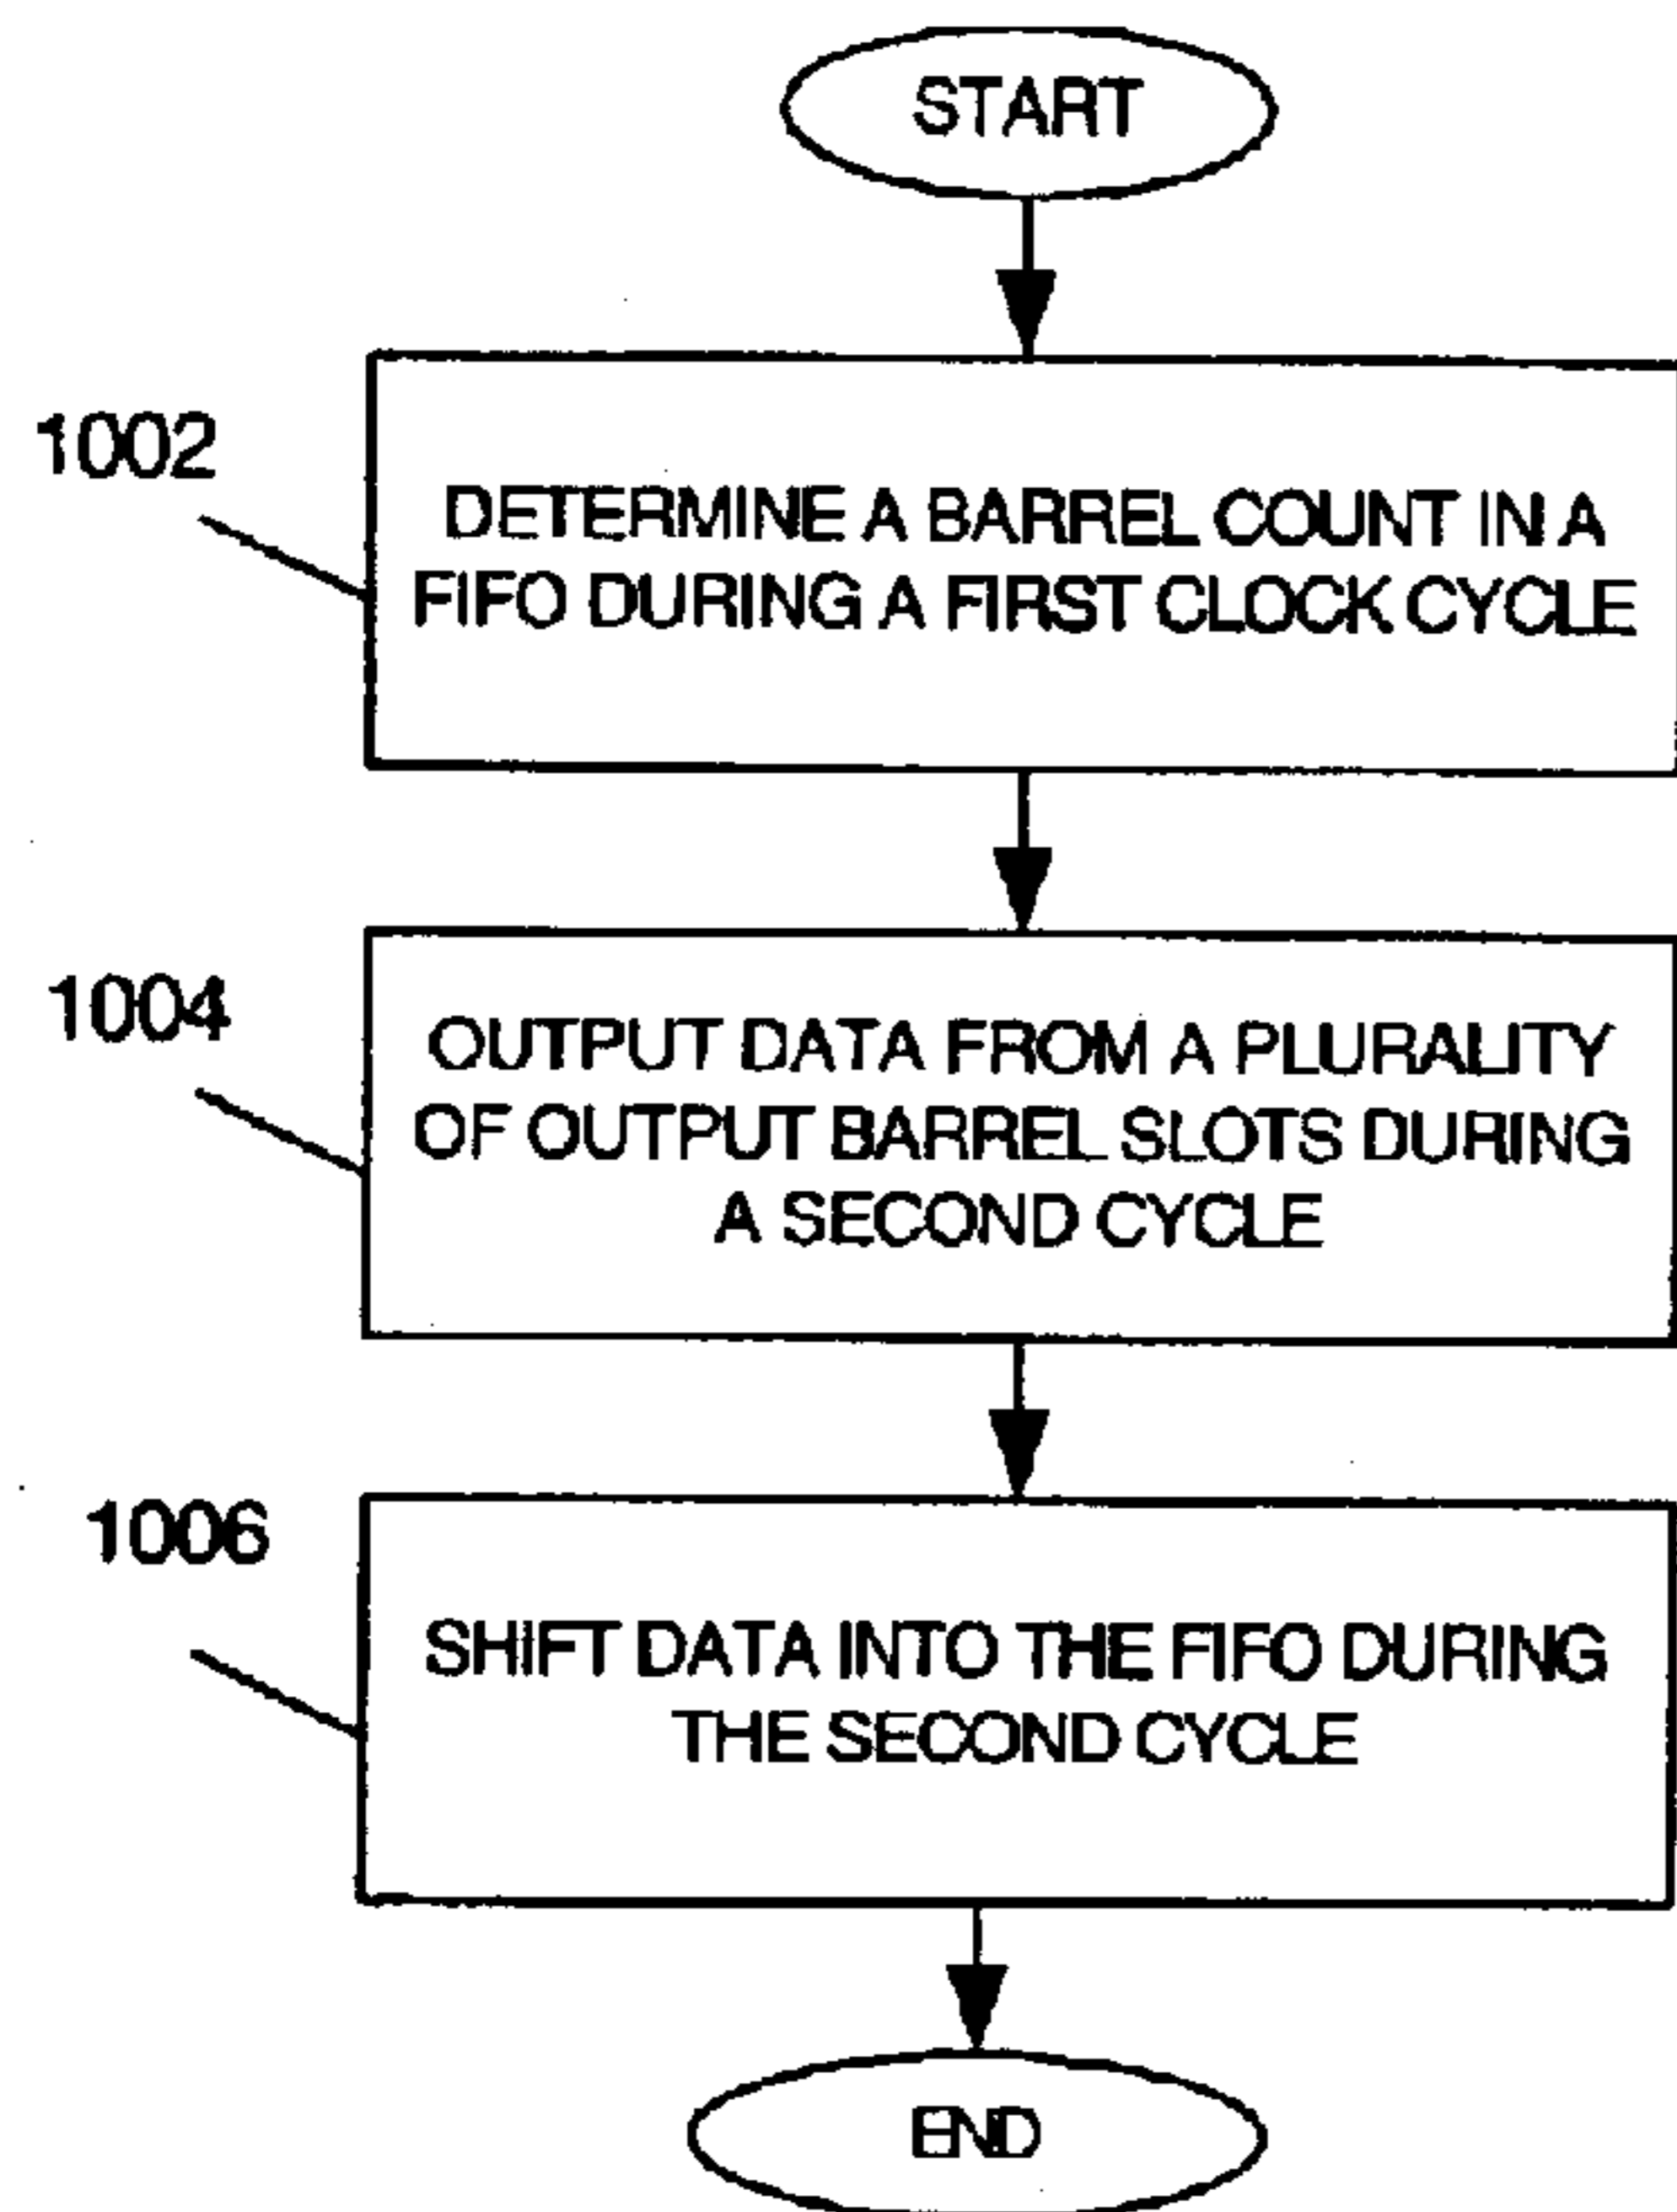 START
1002
DETERMINE A BARREL COUNT IN A
FIFO DURING A FIRST CLOCK CYCLE
1004
OUTPUT DATA FROM A PLURALITY
OF OUTPUT BARREL SLOTS DURING
A SECOND CYCLE
1006
SHIFT DATA INTO THE FIFO DURING
THE SECOND CYCLE
END